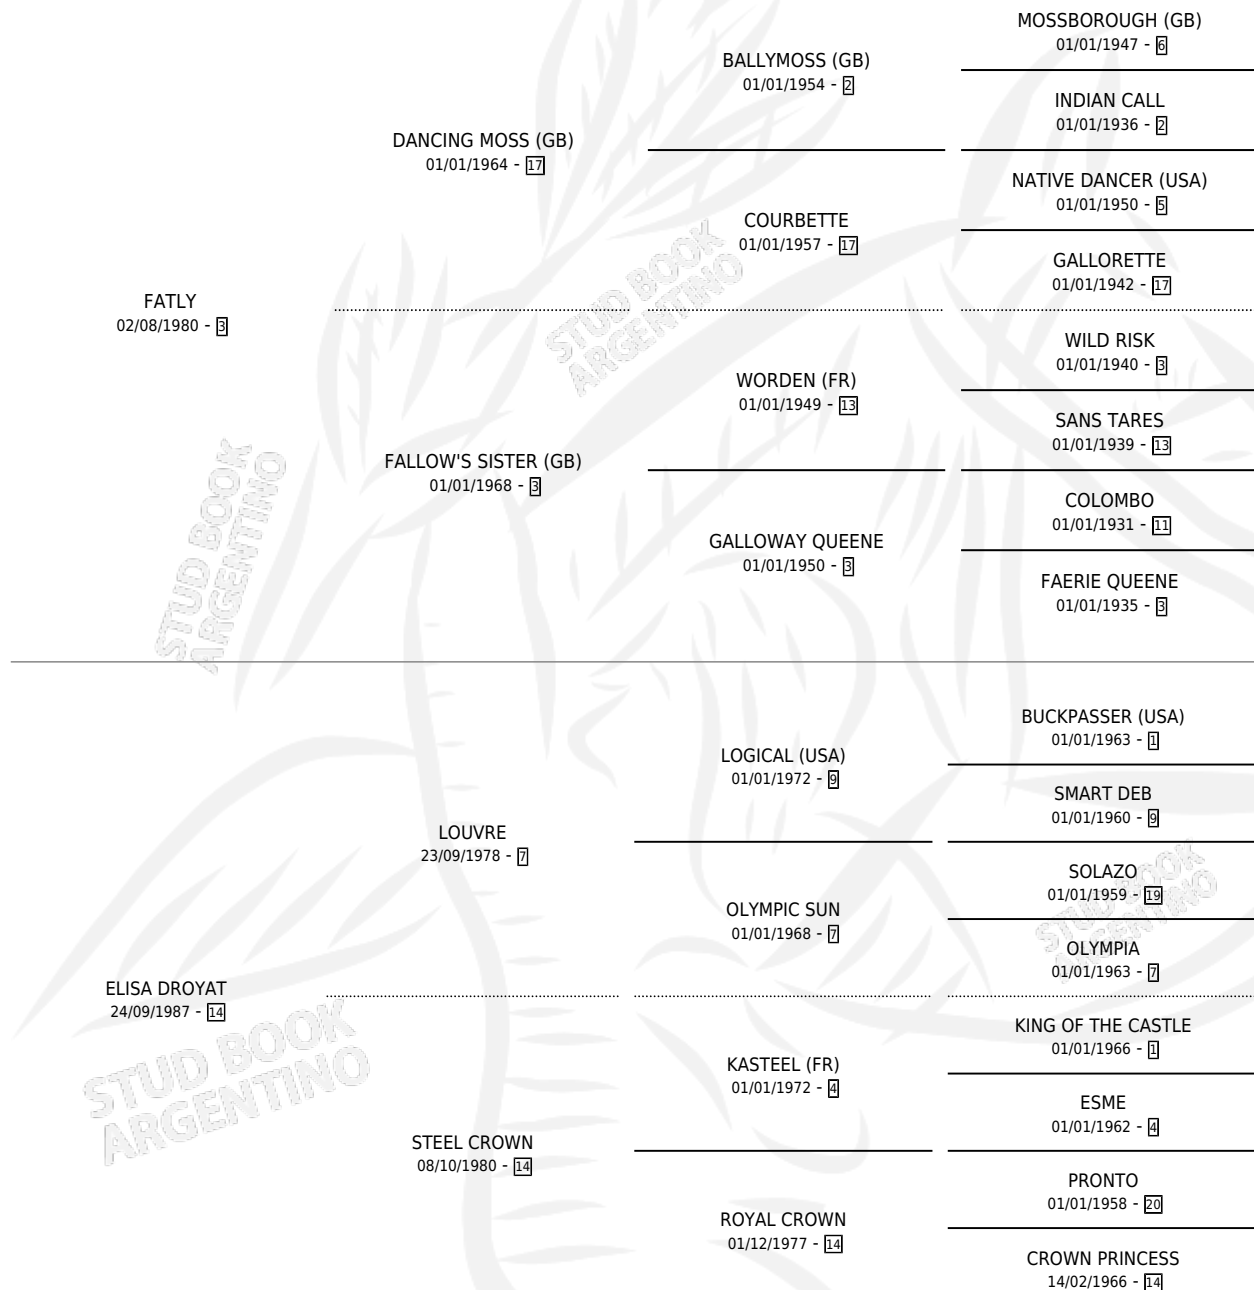 MOSSBOROUGH (GB)
01/01/1947 - 6
BALLYMOSS (GB)
01/01/1954 - 2
INDIAN CALL
01/01/1936 - 2
DANCING MOSS (GB)
01/01/1964 - 17
NATIVE DANCER (USA)
01/01/1950 - 5
COURBETTE
01/01/1957 - 17
GALLORETTE
01/01/1942 - 17
FATLY
02/08/1980 - 3
WILD RISK
01/01/1940 - 3
WORDEN (FR)
01/01/1949 - 13
SANS TARES
01/01/1939 - 13
FALLOW'S SISTER (GB)
01/01/1968 - 3
COLOMBO
01/01/1931 - 11
GALLOWAY QUEENE
01/01/1950 - 3
FAERIE QUEENE
01/01/1935 - 3
BUCKPASSER (USA)
01/01/1963 - 1
LOGICAL (USA)
01/01/1972 - 9
SMART DEB
01/01/1960 - 9
LOUVRE
23/09/1978 - 7
SOLAZO
01/01/1959 - 19
OLYMPIC SUN
01/01/1968 - 7
OLYMPIA
01/01/1963 - 7
ELISA DROYAT
24/09/1987 - 14
KING OF THE CASTLE
01/01/1966 - 1
KASTEEL (FR)
01/01/1972 - 4
ESME
01/01/1962 - 4
STEEL CROWN
08/10/1980 - 14
PRONTO
01/01/1958 - 20
ROYAL CROWN
01/12/1977 - 14
CROWN PRINCESS
14/02/1966 - 14
STUD BOOK
ARGENTINO
STUD BOOK
ARGENTINO
STUD BOOK
ARGENTINO
STUD BOOK
ARGENTINO